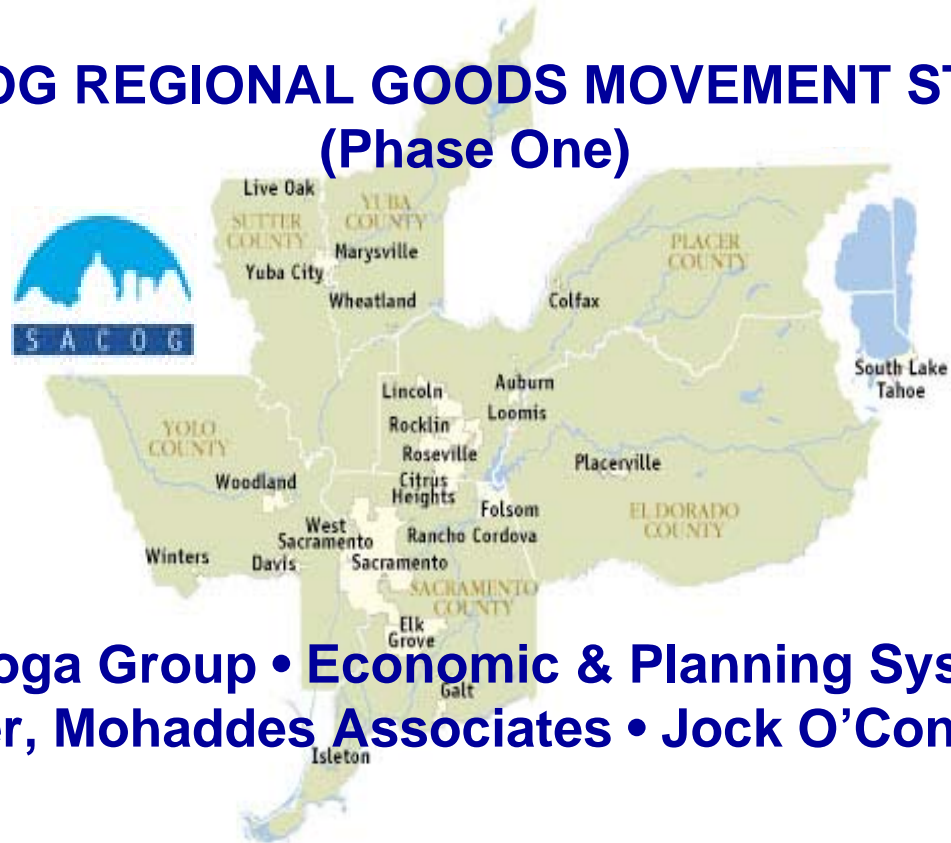 OG REGIONAL GOODS MOVEMENT ST
(Phase One)
Live Oak
SUTTER
COUNTY
YUBA
COUNTY
Marysville
Yuba City
Wheatland
PLACER
COUNTY
Colfax
SACOG
South Lake
Tahoe
Lincoln
Auburn
Loomis
Rocklin
Roseville
YOLO
COUNTY
Woodland
Citrus
Heights
Placerville
Folsom
EL DORADO
COUNTY
West
Sacramento
Rancho Cordova
Winters
Davis
Sacramento
SACRAMENTO
COUNTY
Elk
Grove
oga Group • Economic & Planning Sys
Galt
r, Mohaddes Associates • Jock O’Con
Isleton